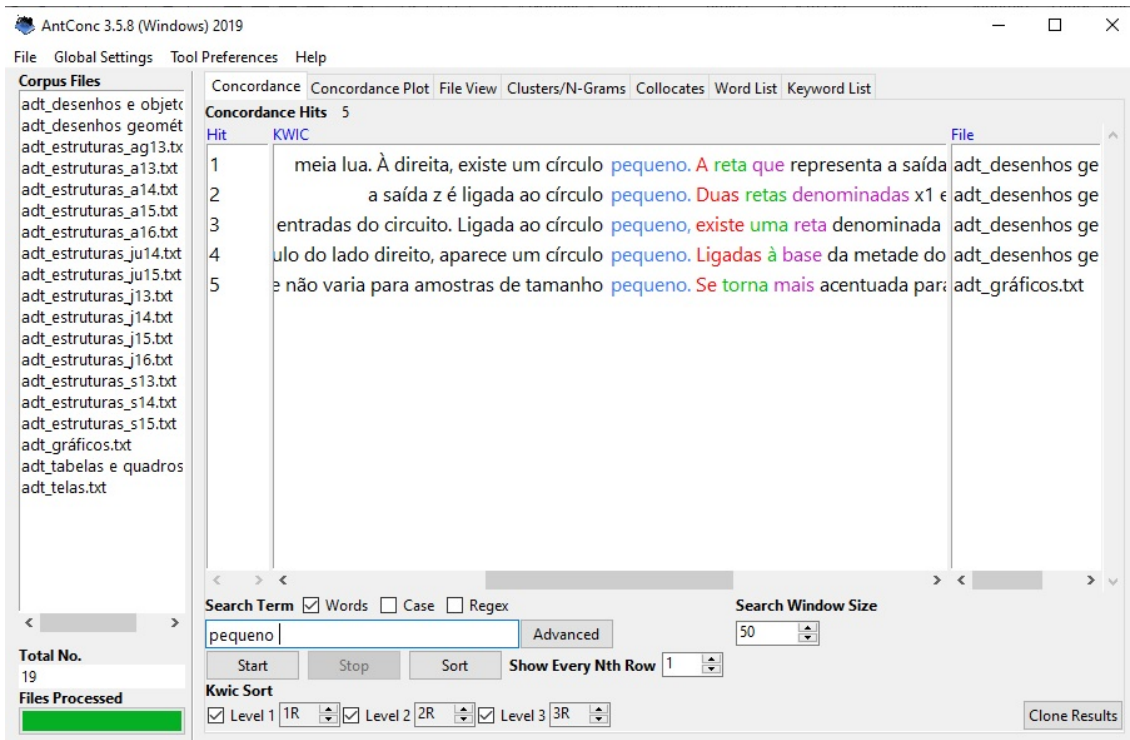 AntConc 3.5.8 (Windows) 2019
File Global Settings Tool Preferences Help
Corpus Files
adt_desenhos e objeto
adt_desenhos geomét
adt_estruturas_ag13.tx
adt_estruturas_a13.txt
adt_estruturas_a14.txt
adt_estruturas_a15.txt
adt_estruturas_a16.txt
adt_estruturas_ju14.txt
adt_estruturas_ju15.txt
adt_estruturas_j13.txt
adt_estruturas_j14.txt
adt_estruturas_j15.txt
adt_estruturas_j16.txt
adt_estruturas_s13.txt
adt_estruturas_s14.txt
adt_estruturas_s15.txt
adt_gráficos.txt
adt_tabelas e quadros
adt_telas.txt
Total No.
19
Files Processed
Concordance Concordance Plot File View Clusters/N-Grams Collocates Word List Keyword List
Concordance Hits 5
Hit KWIC File
1 meia lua. À direita, existe um círculo pequeno. A reta que representa a saída adt_desenhos ge
2 a saída z é ligada ao círculo pequeno. Duas retas denominadas x1 e adt_desenhos ge
3 entradas do circuito. Ligada ao círculo pequeno, existe uma reta denominada adt_desenhos ge
4 ulo do lado direito, aparece um círculo pequeno. Ligadas à base da metade do adt_desenhos ge
5 e não varia para amostras de tamanho pequeno. Se torna mais acentuada para adt_gráficos.txt
Search Term Words Case Regex Search Window Size
pequeno Advanced 50
Start Stop Sort Show Every Nth Row 1
Kwic Sort
Level 1 1R Level 2 2R Level 3 3R Clone Results